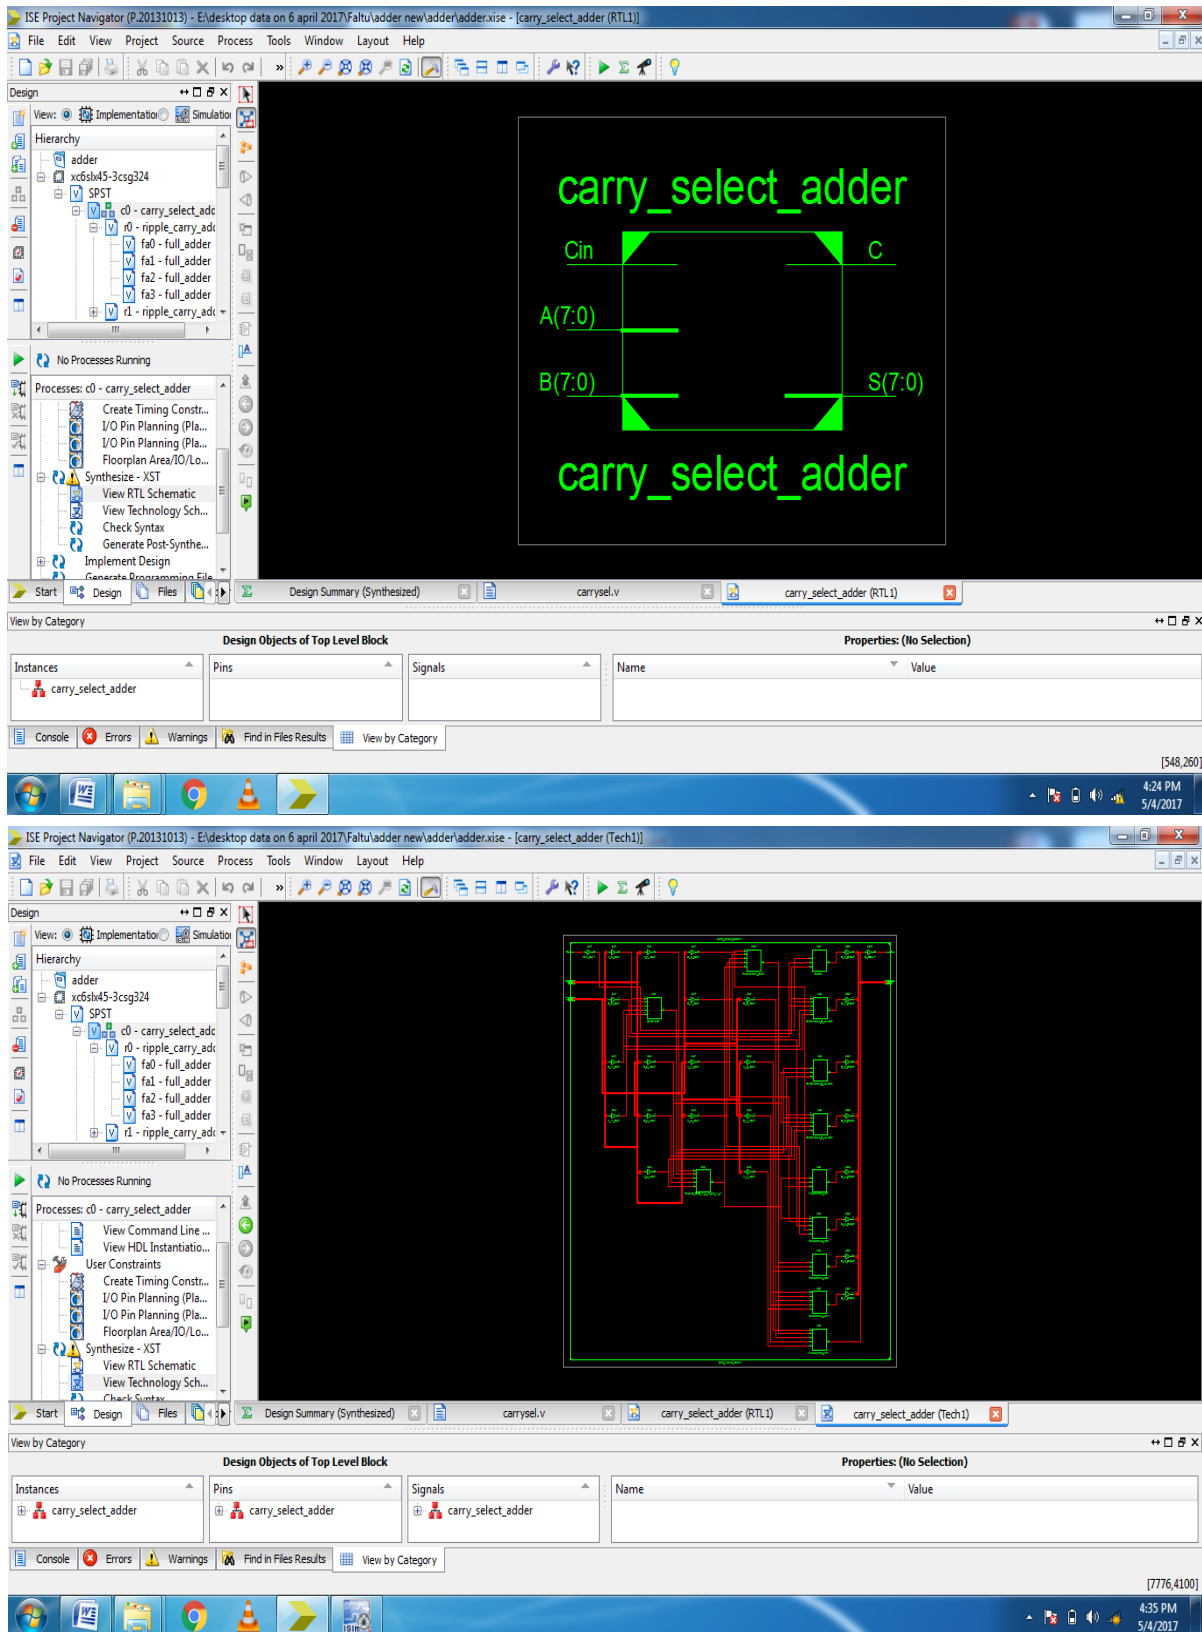 ISE Project Navigator (P.20131013) - E:\desktop data on 6 april 2017\Faltu\adder new\adder\adder.xise - [carry_select_adder (RTL1)]
File Edit View Project Source Process Tools Window Layout Help
Design
View: Implementation Simulation
Hierarchy
adder
xc6slx45-3csg324
SPST
c0 - carry_select_adc
r0 - ripple_carry_adc
fa0 - full_adder
fa1 - full_adder
fa2 - full_adder
fa3 - full_adder
r1 - ripple_carry_adc
No Processes Running
Processes: c0 - carry_select_adder
Create Timing Constr...
I/O Pin Planning (Pla...
I/O Pin Planning (Pla...
Floorplan Area/IO/Lo...
Synthesize - XST
View RTL Schematic
View Technology Sch...
Check Syntax
Generate Post-Synthe...
Implement Design
Generate Programming File
carry_select_adder
Cin C
A(7:0)
B(7:0) S(7:0)
carry_select_adder
Start Design Files Design Summary (Synthesized) carrysel.v carry_select_adder (RTL1)
View by Category
Design Objects of Top Level Block Properties: (No Selection)
Instances Pins Signals Name Value
carry_select_adder
Console Errors Warnings Find in Files Results View by Category
[548,260]
4:24 PM
5/4/2017
ISE Project Navigator (P.20131013) - E:\desktop data on 6 april 2017\Faltu\adder new\adder\adder.xise - [carry_select_adder (Tech1)]
File Edit View Project Source Process Tools Window Layout Help
Design
View: Implementation Simulation
Hierarchy
adder
xc6slx45-3csg324
SPST
c0 - carry_select_adc
r0 - ripple_carry_adc
fa0 - full_adder
fa1 - full_adder
fa2 - full_adder
fa3 - full_adder
r1 - ripple_carry_adc
No Processes Running
Processes: c0 - carry_select_adder
View Command Line ...
View HDL Instantiatio...
User Constraints
Create Timing Constr...
I/O Pin Planning (Pla...
I/O Pin Planning (Pla...
Floorplan Area/IO/Lo...
Synthesize - XST
View RTL Schematic
View Technology Sch...
Check Syntax
Start Design Files Design Summary (Synthesized) carrysel.v carry_select_adder (RTL1) carry_select_adder (Tech1)
View by Category
Design Objects of Top Level Block Properties: (No Selection)
Instances Pins Signals Name Value
carry_select_adder carry_select_adder carry_select_adder
Console Errors Warnings Find in Files Results View by Category
[7776,4100]
4:35 PM
5/4/2017